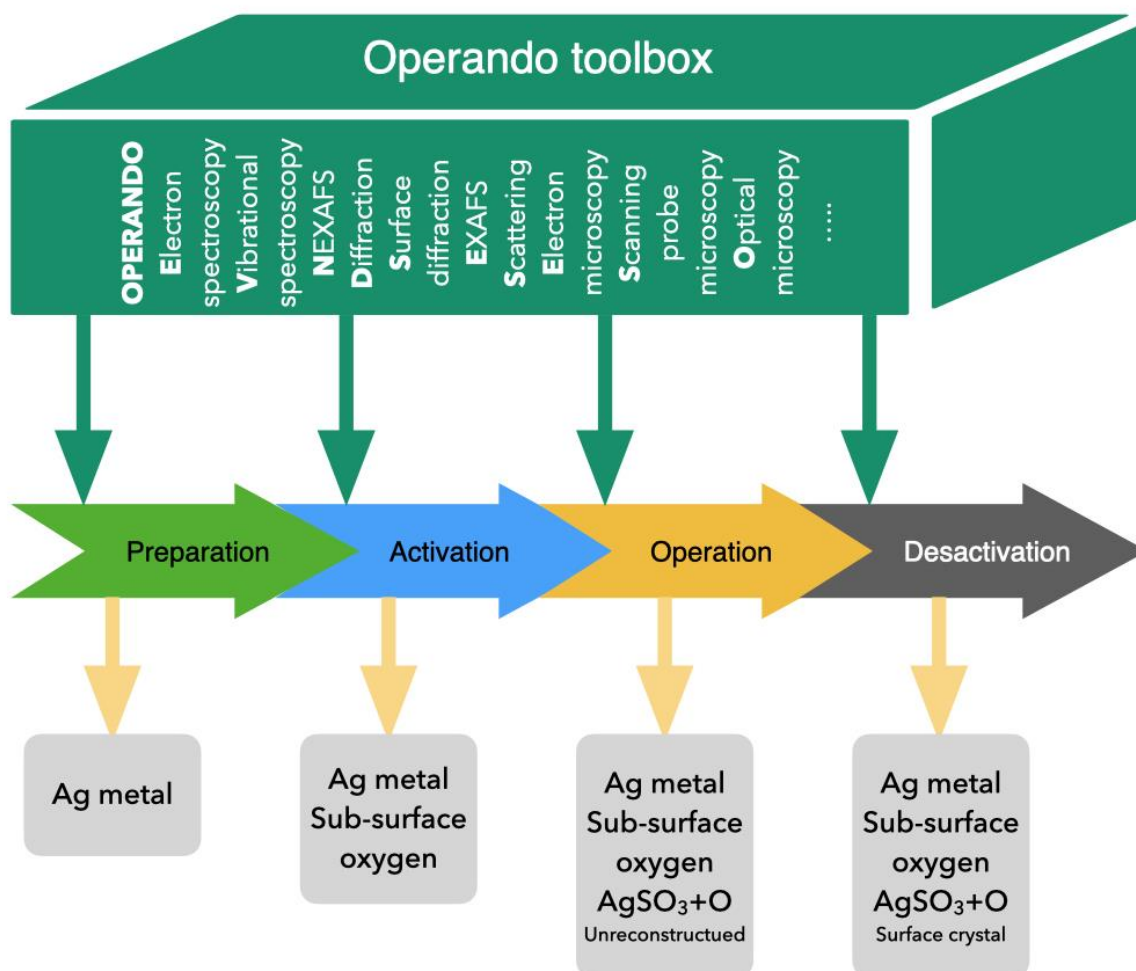 Operando toolbox
OPERANDO
Electron
spectroscopy
Vibrational
spectroscopy
NEXAFS
Diffraction
Surface
diffraction
EXAFS
Scattering
Electron
microscopy
Scanning
probe
microscopy
Optical
microscopy
.....
Preparation
Activation
Operation
Desactivation
Ag metal
Ag metal
Sub-surface
oxygen
Ag metal
Sub-surface
oxygen
AgSO₃+O
Unreconstructued
Ag metal
Sub-surface
oxygen
AgSO₃+O
Surface crystal